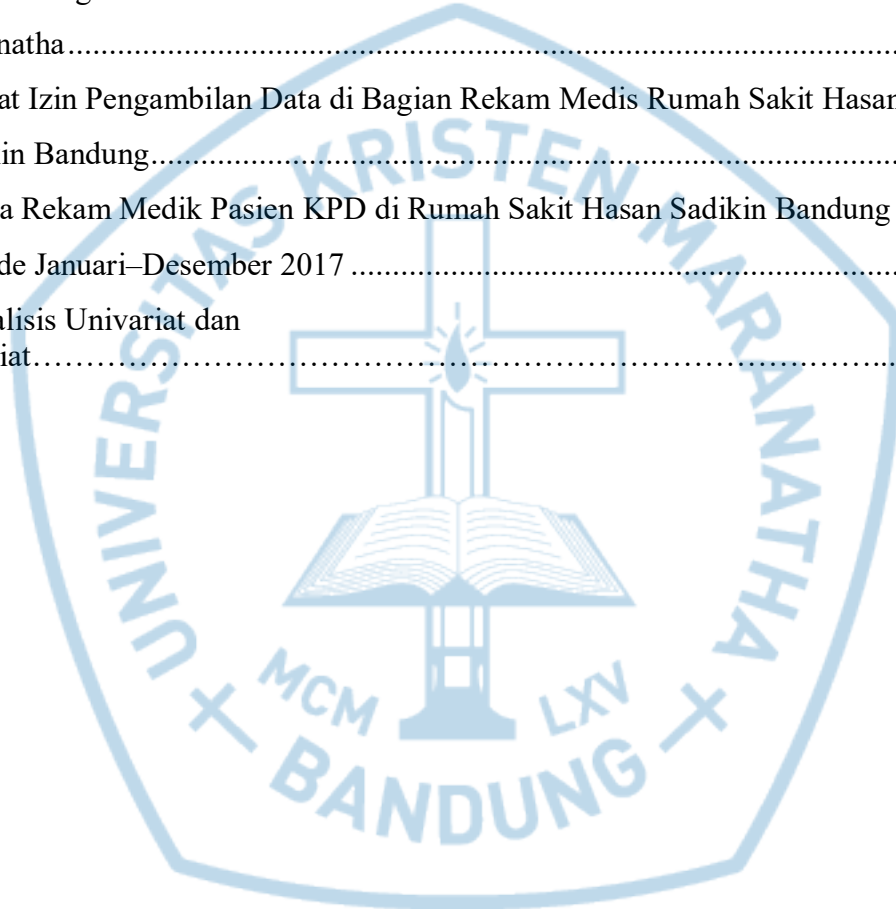 natha
at Izin Pengambilan Data di Bagian Rekam Medis Rumah Sakit Hasan
in Bandung
a Rekam Medik Pasien KPD di Rumah Sakit Hasan Sadikin Bandung
de Januari–Desember 2017
alisis Univariat dan
iat
UNIVERSITAS KRISTEN MARANATHA
MCM LXV
BANDUNG